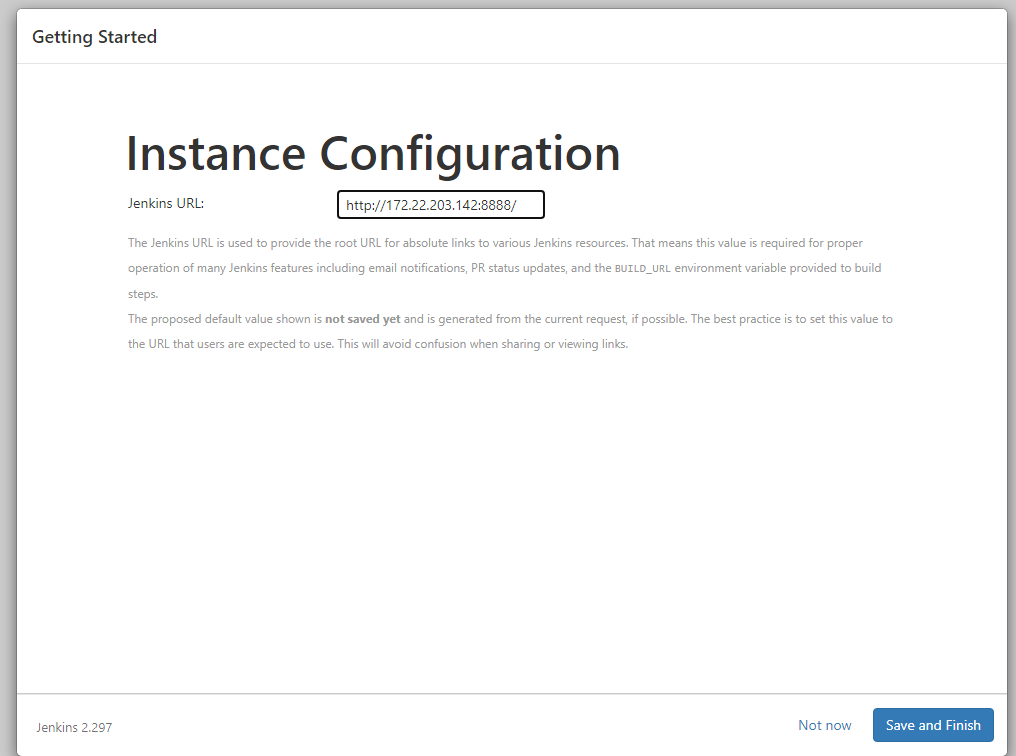 Getting Started
Instance Configuration
Jenkins URL:
http://172.22.203.142:8888/
The Jenkins URL is used to provide the root URL for absolute links to various Jenkins resources. That means this value is required for proper
operation of many Jenkins features including email notifications, PR status updates, and the BUILD_URL environment variable provided to build
steps.
The proposed default value shown is not saved yet and is generated from the current request, if possible. The best practice is to set this value to
the URL that users are expected to use. This will avoid confusion when sharing or viewing links.
Jenkins 2.297
Not now
Save and Finish